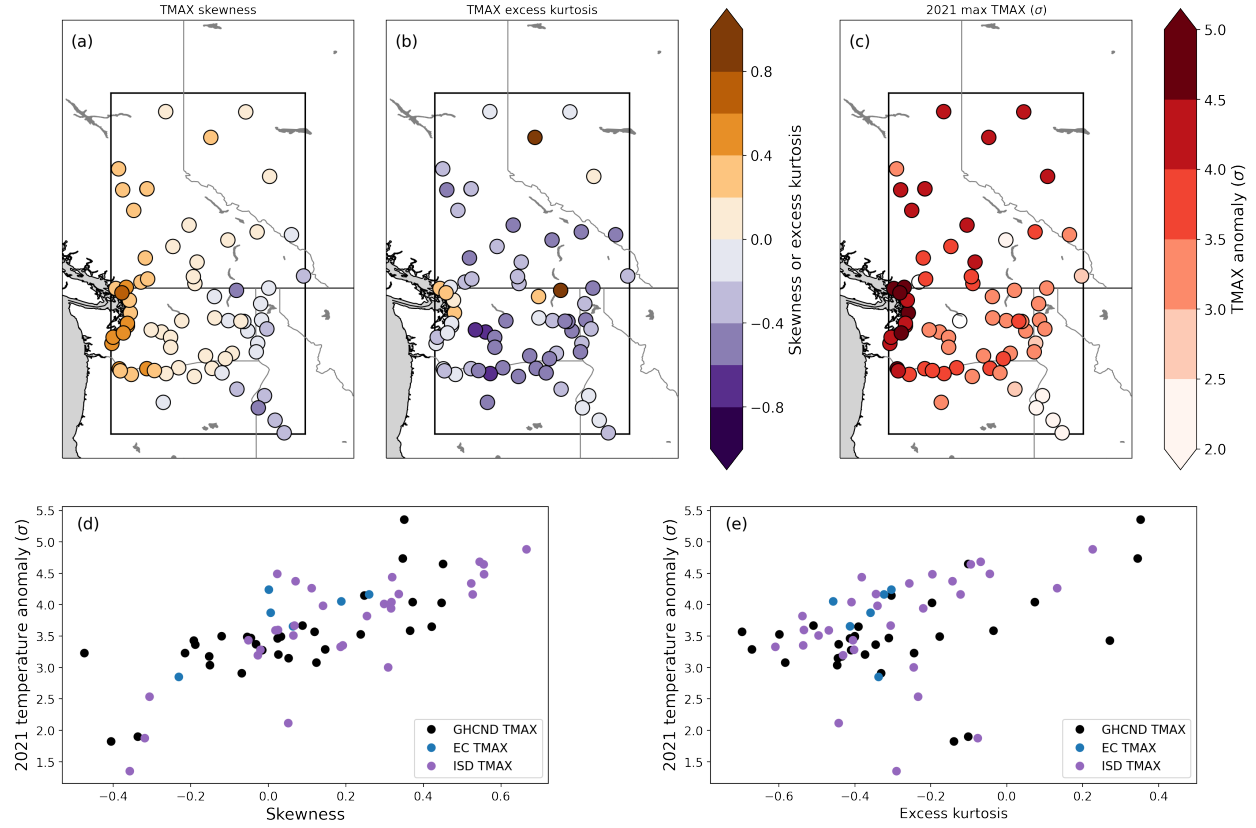 TMAX skewness
TMAX excess kurtosis
2021 max TMAX (σ)
(a)
(b)
(c)
0.8
0.4
0.0
−0.4
−0.8
Skewness or excess kurtosis
5.0
4.5
4.0
3.5
3.0
2.5
2.0
TMAX anomaly (σ)
(d)
5.5
5.0
4.5
4.0
3.5
3.0
2.5
2.0
1.5
2021 temperature anomaly (σ)
GHCND TMAX
EC TMAX
ISD TMAX
−0.4 −0.2 0.0 0.2 0.4 0.6
Skewness
(e)
5.5
5.0
4.5
4.0
3.5
3.0
2.5
2.0
1.5
2021 temperature anomaly (σ)
GHCND TMAX
EC TMAX
ISD TMAX
−0.6 −0.4 −0.2 0.0 0.2 0.4
Excess kurtosis